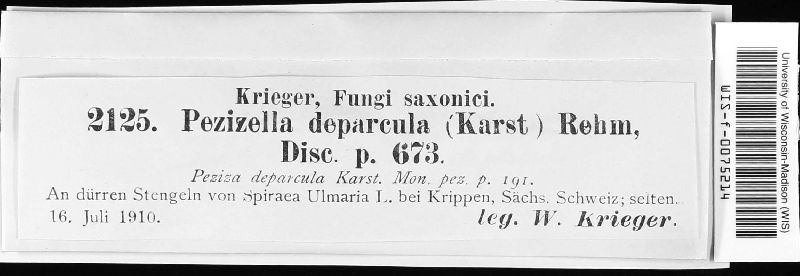 Krieger, Fungi saxonici.
2125. Pezizella deparcula (Karst) Rehm,
Disc. p. 673.
Peziza deparcula Karst. Mon. pez. p. 191.
An dürren Stengeln von Spiraea Ulmaria L. bei Krippen, Sächs. Schweiz; selten.
16. Juli 1910.
leg. W. Krieger.
University of Wisconsin-Madison (WIS)
WIS-f-0075214